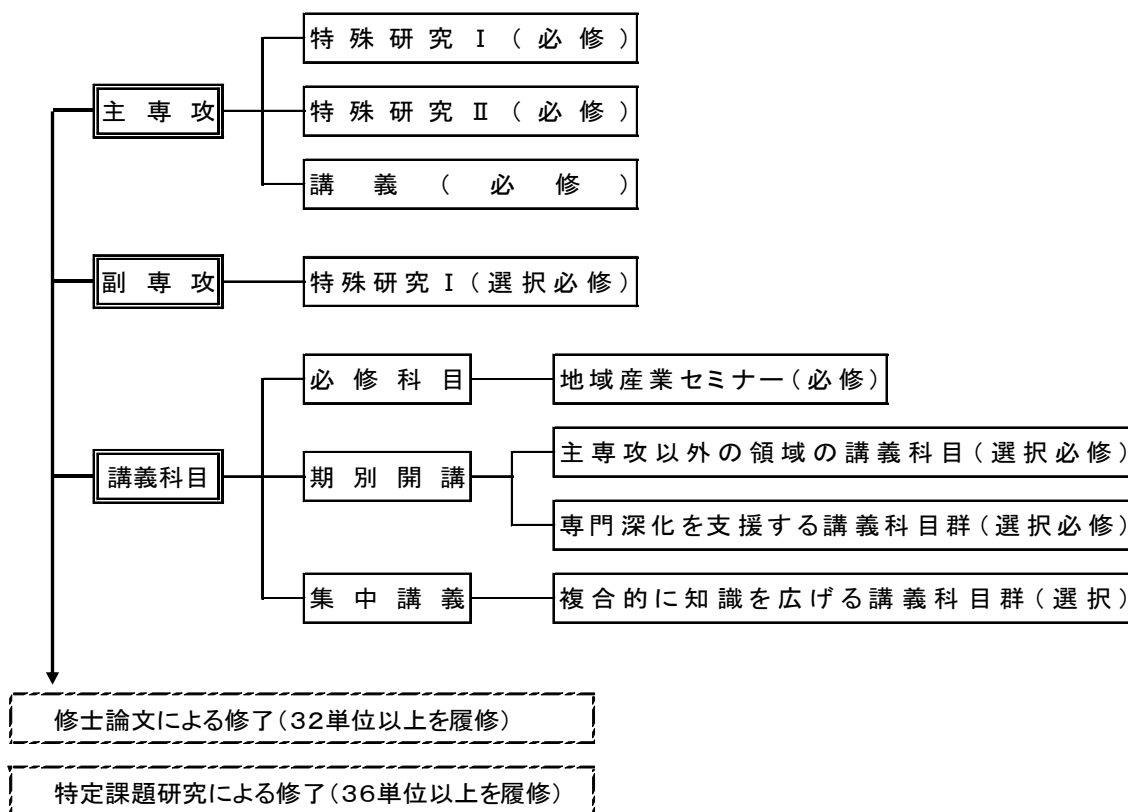 主専攻
特殊研究Ⅰ(必修)
特殊研究Ⅱ(必修)
講義(必修)
副専攻
特殊研究Ⅰ(選択必修)
講義科目
必修科目
地域産業セミナー(必修)
期別開講
主専攻以外の領域の講義科目(選択必修)
専門深化を支援する講義科目群(選択必修)
集中講義
複合的に知識を広げる講義科目群(選択)
修士論文による修了(32単位以上を履修)
特定課題研究による修了(36単位以上を履修)